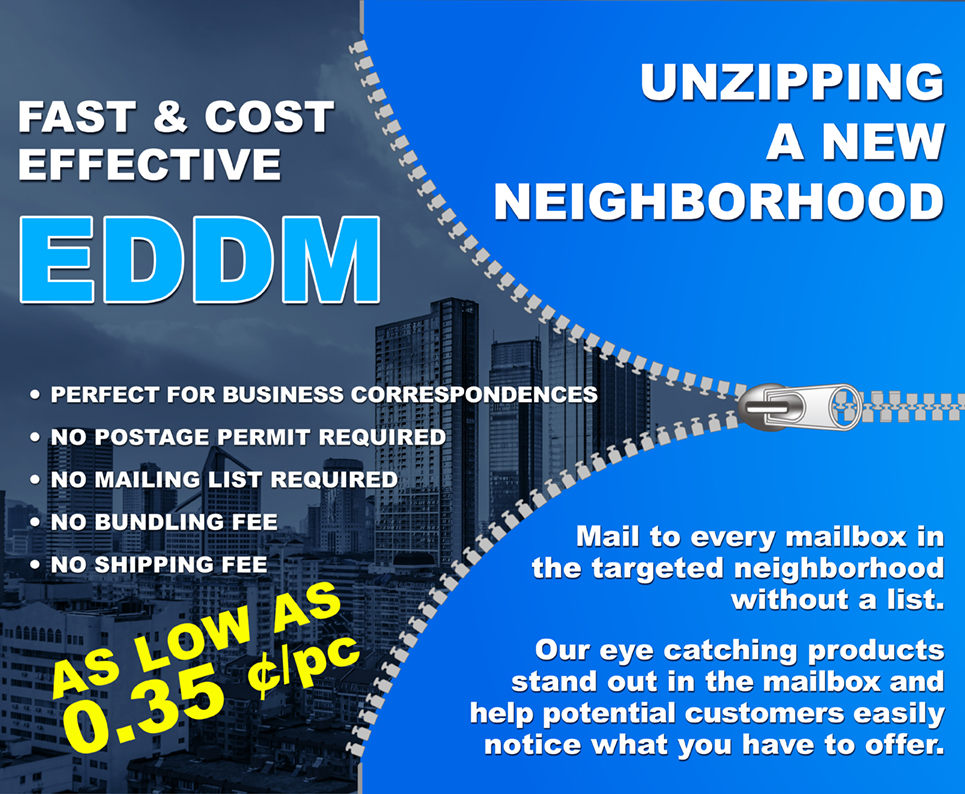 FAST & COST
EFFECTIVE
EDDM
• PERFECT FOR BUSINESS CORRESPONDENCES
• NO POSTAGE PERMIT REQUIRED
• NO MAILING LIST REQUIRED
• NO BUNDLING FEE
• NO SHIPPING FEE
AS LOW AS
0.35 ¢/pc
UNZIPPING
A NEW
NEIGHBORHOOD
Mail to every mailbox in
the targeted neighborhood
without a list.
Our eye catching products
stand out in the mailbox and
help potential customers easily
notice what you have to offer.